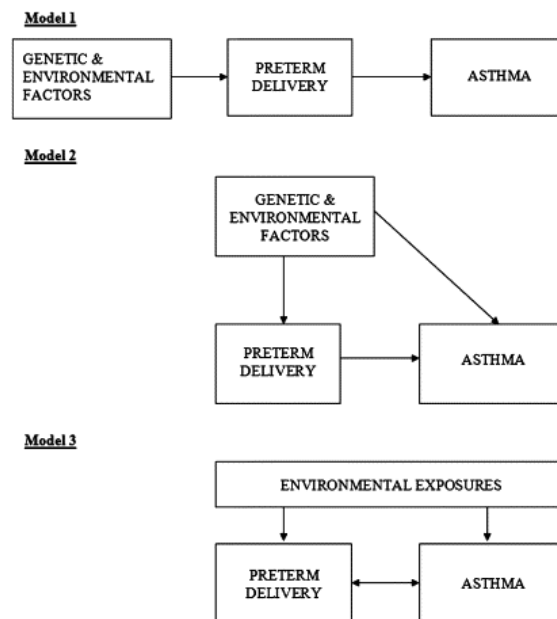 Model 1
GENETIC &
ENVIRONMENTAL
FACTORS
PRETERM
DELIVERY
ASTHMA
Model 2
GENETIC &
ENVIRONMENTAL
FACTORS
PRETERM
DELIVERY
ASTHMA
Model 3
ENVIRONMENTAL EXPOSURES
PRETERM
DELIVERY
ASTHMA